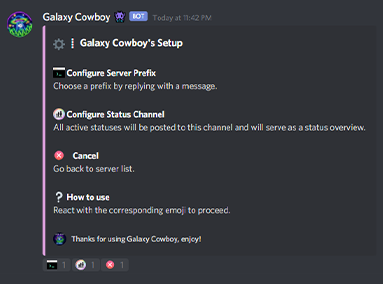 Galaxy Cowboy BOT Today at 11:42 PM
Galaxy Cowboy's Setup
Configure Server Prefix
Choose a prefix by replying with a message.
Configure Status Channel
All active statuses will be posted to this channel and will serve as a status overview.
Cancel
Go back to server list.
How to use
React with the corresponding emoji to proceed.
Thanks for using Galaxy Cowboy, enjoy!
1 1 1